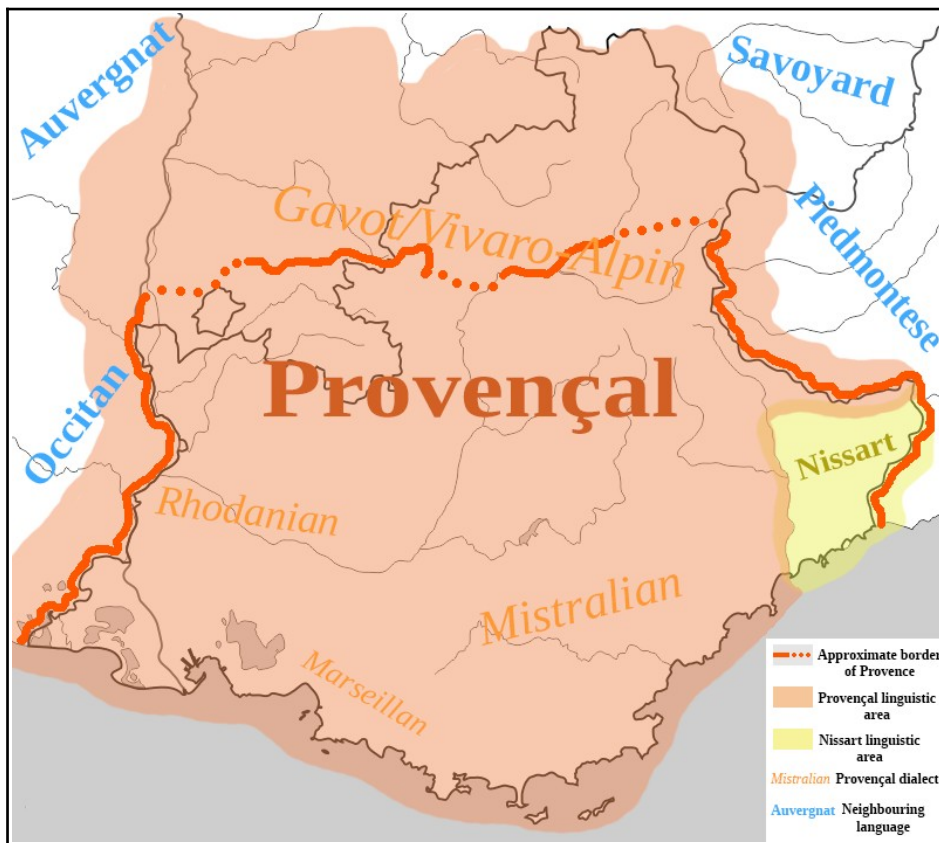 Auvergnat
Savoyard
Gavot/Vivaro-Alpin
Piedmontese
Provençal
Occitan
Nissart
Rhodanian
Mistralian
Marseillan
Approximate border
of Provence
Provençal linguistic
area
Nissart linguistic
area
Mistralian Provençal dialect
Auvergnat Neighbouring
language